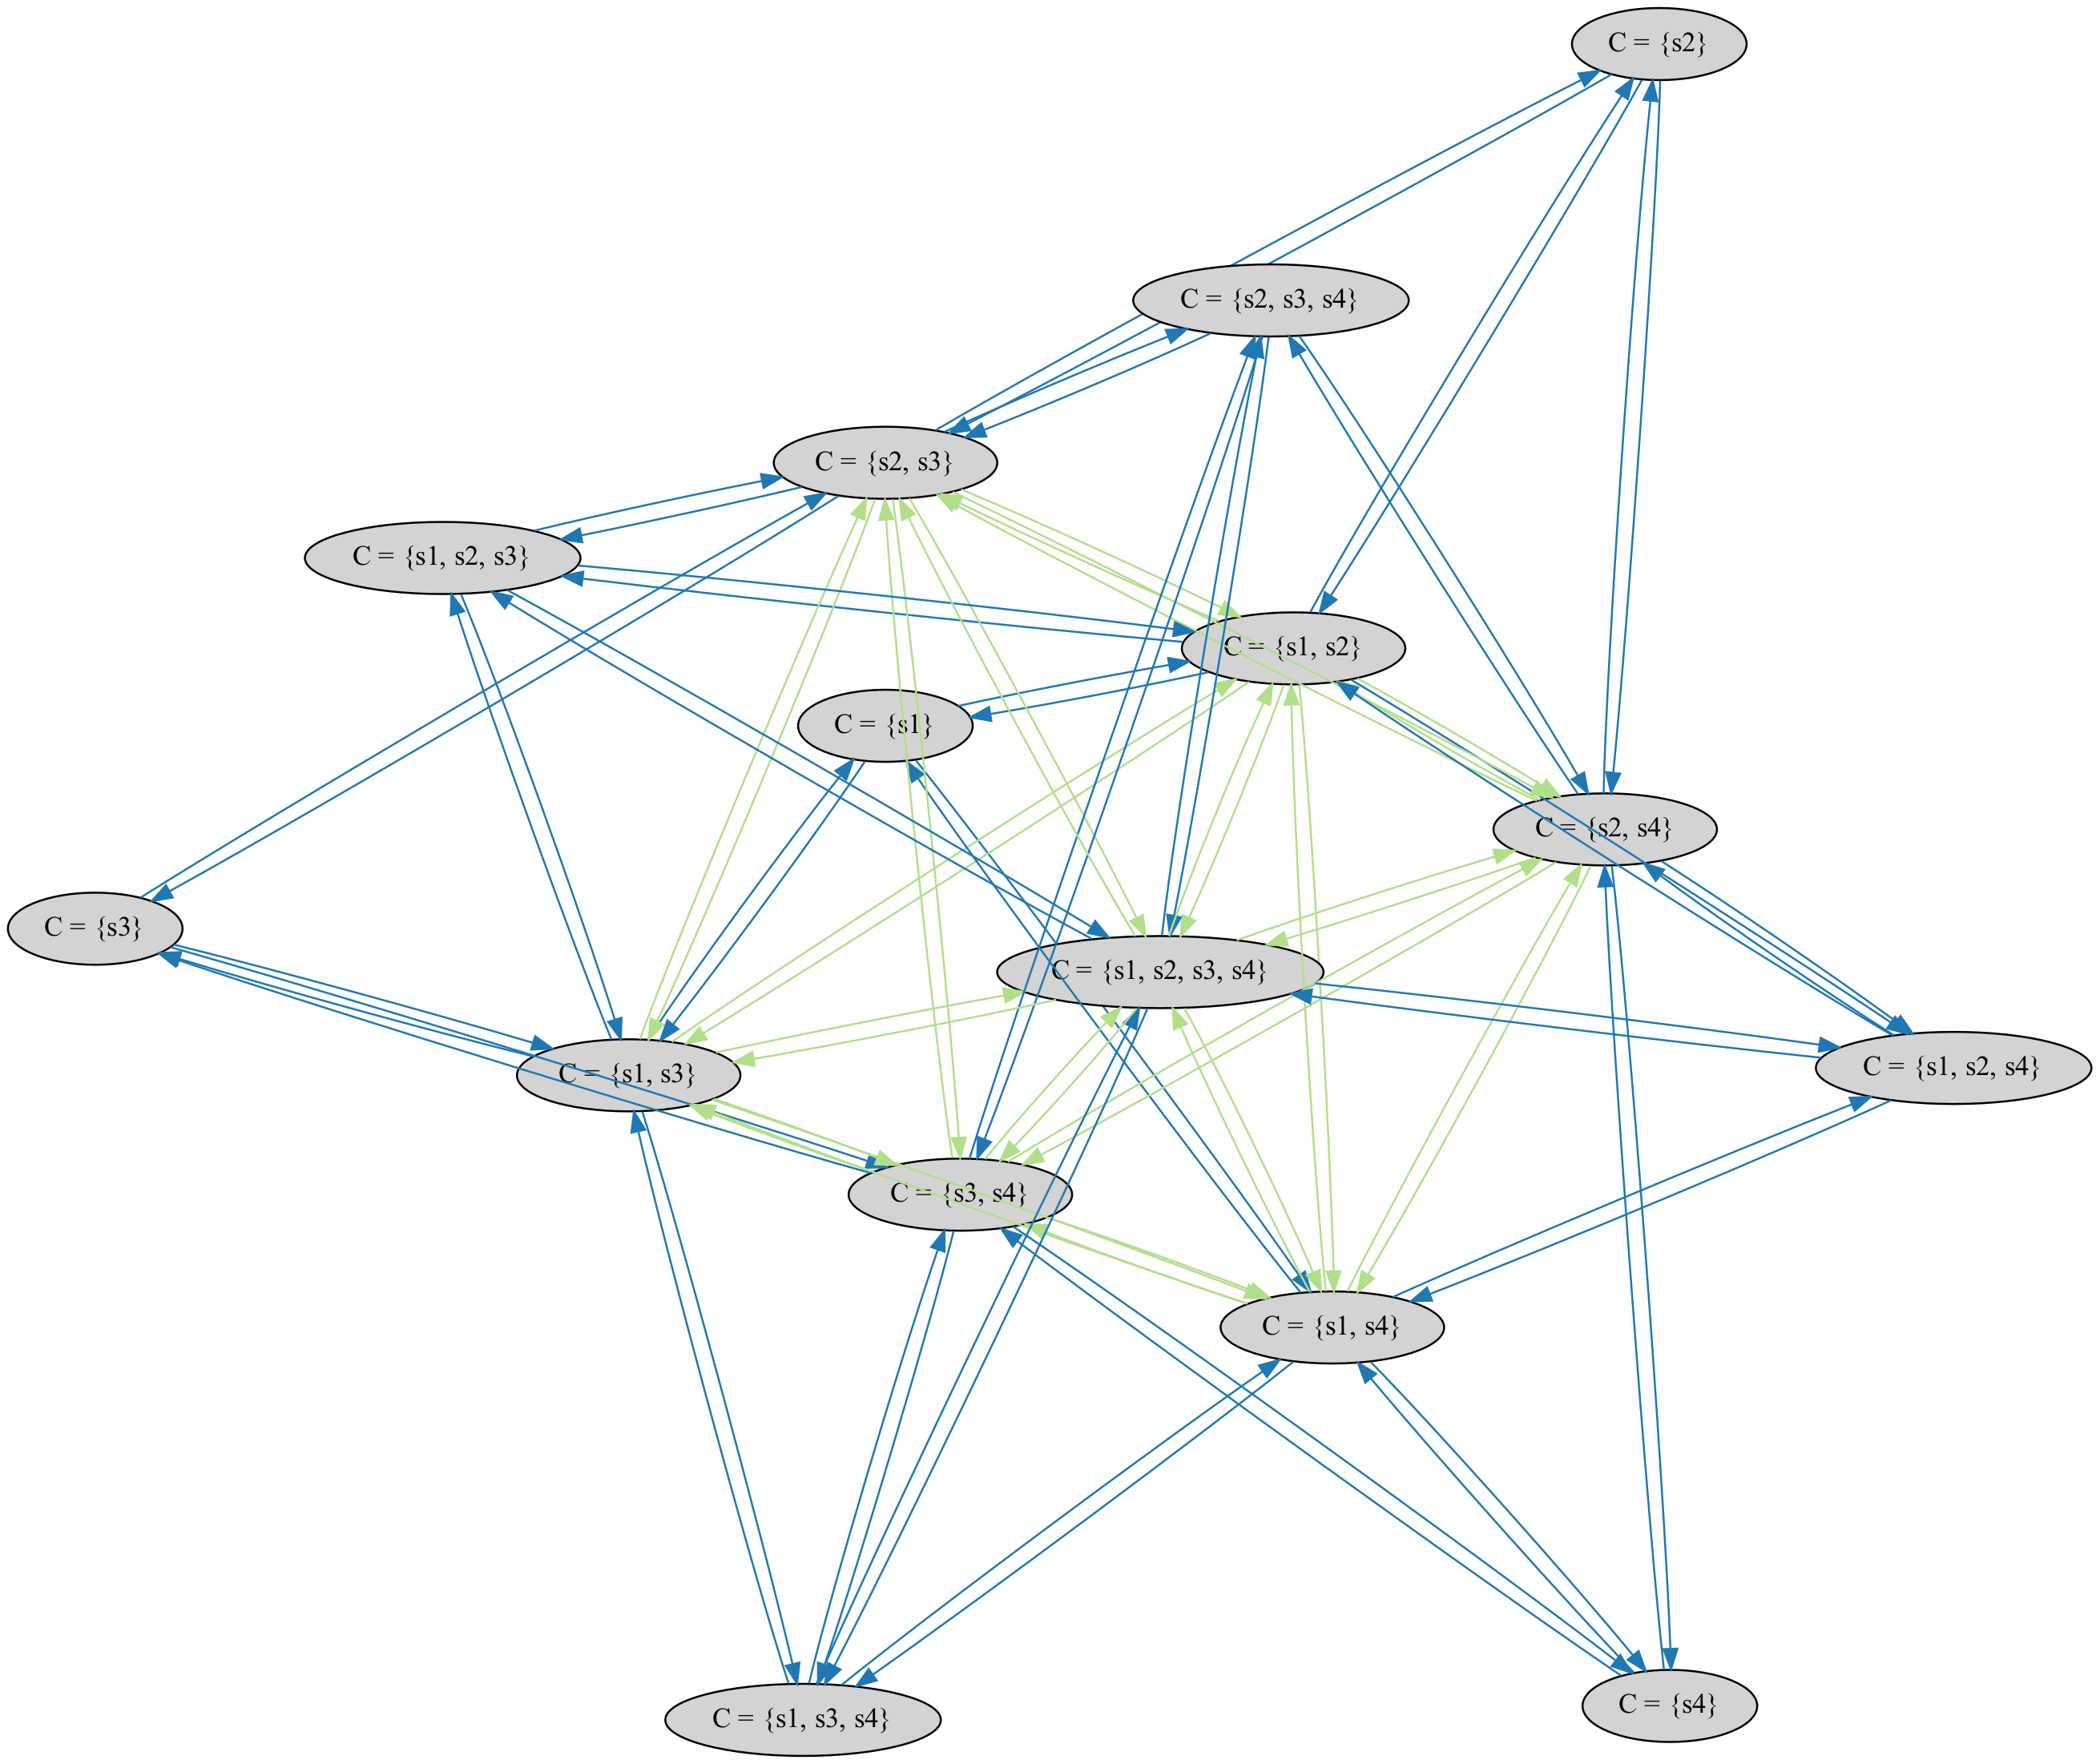 C = {s2}
C = {s2, s3, s4}
C = {s2, s3}
C = {s1, s2, s3}
C = {s1, s2}
C = {s1}
C = {s2, s4}
C = {s3}
C = {s1, s2, s3, s4}
C = {s1, s2, s4}
C = {s1, s3}
C = {s3, s4}
C = {s1, s4}
C = {s4}
C = {s1, s3, s4}